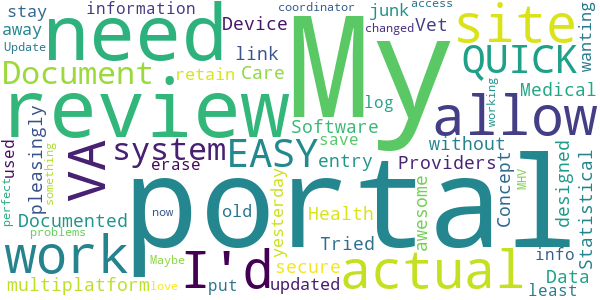 stay information Device coordinator junk Vet access changed wanting
away need My site
Update link QUICK
Document retain Care log allow Medical
review Software save working
VA system EASY entry without Providers Concept designed Statistical
used pleasingly erase
Documented yesterday Health Tried awesome
perfect something now old portal MHV info
work I'd secure actual Data
problems Maybe love put updated least
multiplatform